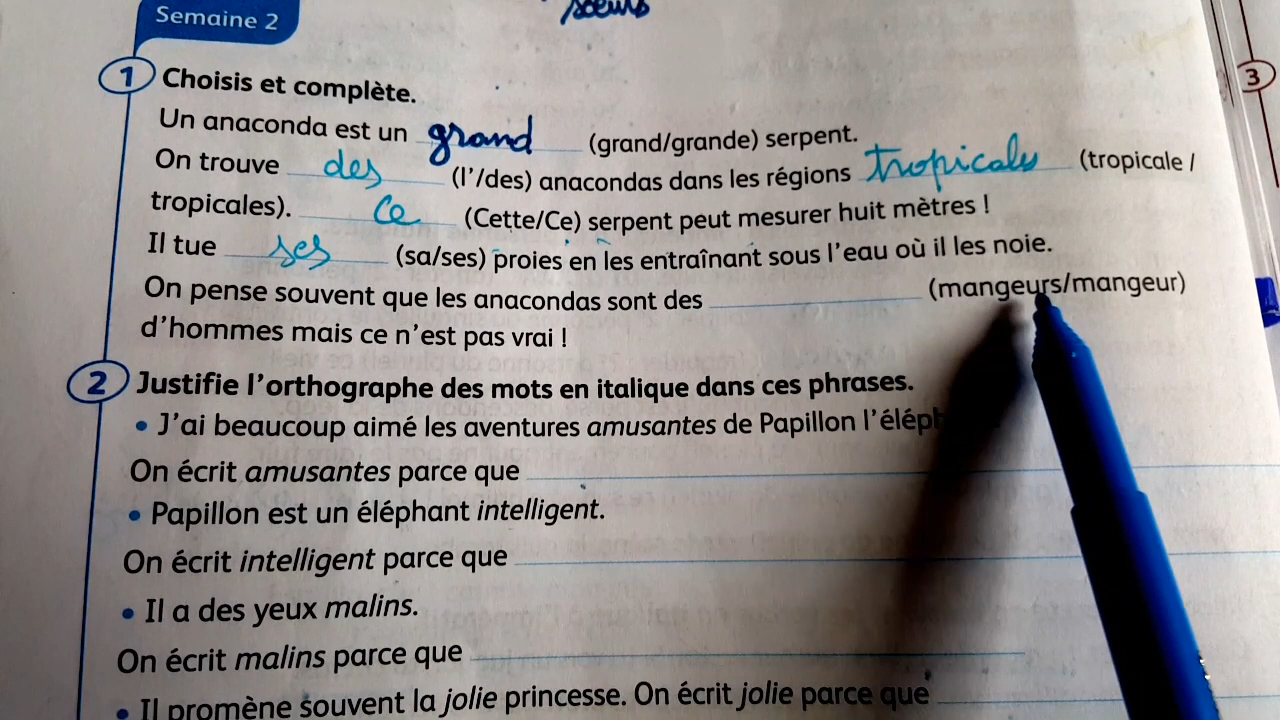 sœurs
Semaine 2
3
1 Choisis et complète.
Un anaconda est un grand (grand/grande) serpent.
On trouve des (l'/des) anacondas dans les régions tropicales (tropicale /
tropicales). Ce (Cette/Ce) serpent peut mesurer huit mètres !
Il tue ses (sa/ses) proies en les entraînant sous l'eau où il les noie.
On pense souvent que les anacondas sont des (mangeurs/mangeur)
d'hommes mais ce n'est pas vrai !
2 Justifie l'orthographe des mots en italique dans ces phrases.
• J'ai beaucoup aimé les aventures amusantes de Papillon l'éléph
On écrit amusantes parce que
• Papillon est un éléphant intelligent.
On écrit intelligent parce que
• Il a des yeux malins.
On écrit malins parce que
• Il promène souvent la jolie princesse. On écrit jolie parce que